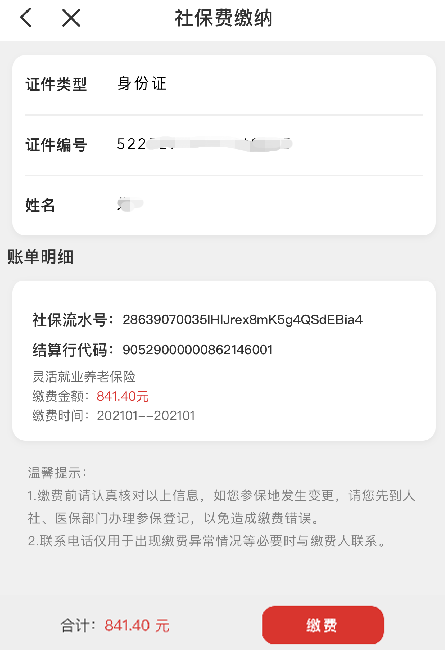 社保费缴纳
证件类型 身份证
证件编号 522
姓名
账单明细
社保流水号：28639070035IHIJrex8mK5g4QSdEBia4
结算行代码：90529000000862146001
灵活就业养老保险
缴费金额：841.40元
缴费时间：202101--202101
温馨提示：
1.缴费前请认真核对以上信息，如您参保地发生变更，请您先到人
社、医保部门办理参保登记，以免造成缴费错误。
2.联系电话仅用于出现缴费异常情况等必要时与缴费人联系。
合计：841.40 元 缴费